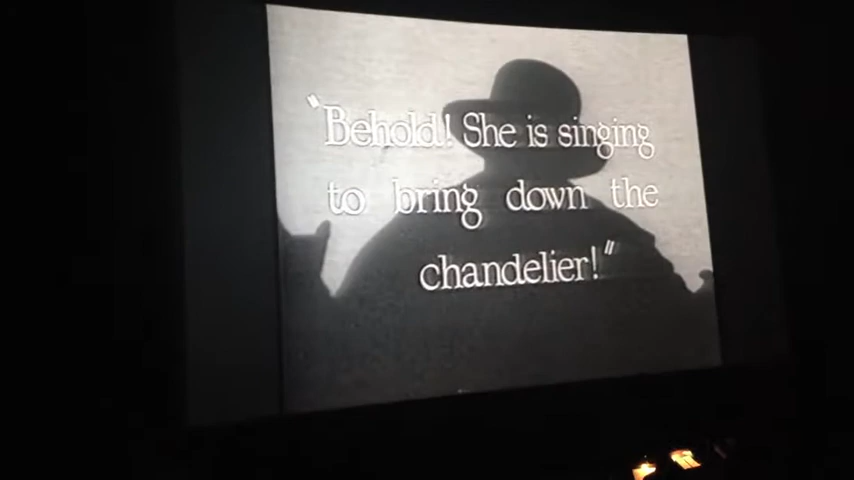 "Behold! She is singing
to bring down the
chandelier!"